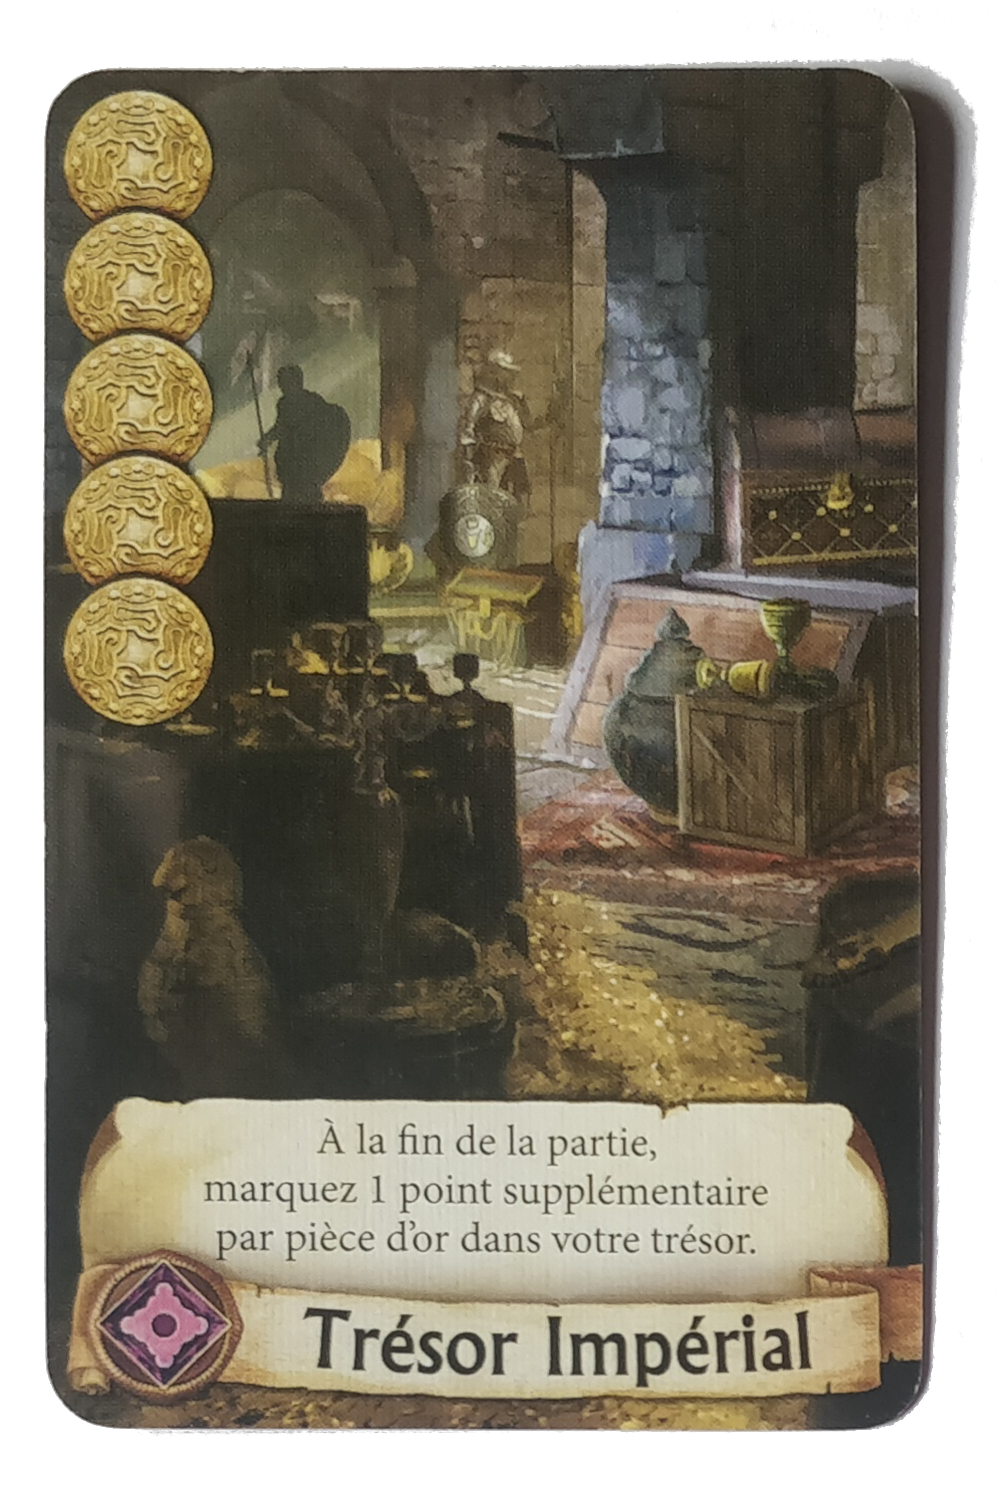 À la fin de la partie,
marquez 1 point supplémentaire
par pièce d'or dans votre trésor.
Trésor Impérial